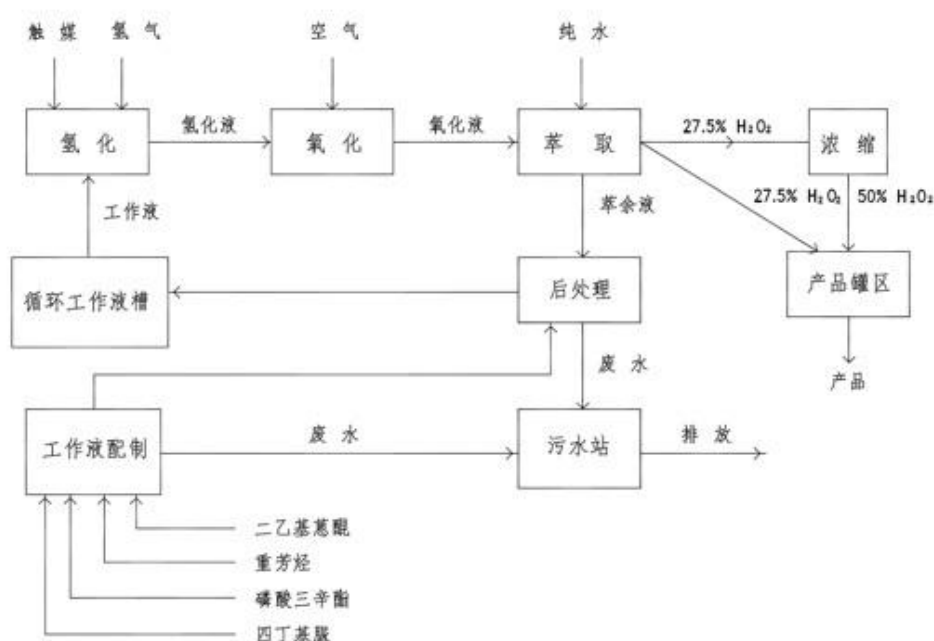 触媒 氢气 空气 纯水
氢化 氢化液 氧化 氧化液 萃取 27.5% H₂O₂ 浓缩
工作液 萃余液 27.5% H₂O₂ 50% H₂O₂
循环工作液槽 后处理 产品罐区
废水 产品
工作液配制 废水 污水站 排放
二乙基蒽醌
重芳烃
磷酸三辛酯
四丁基脲